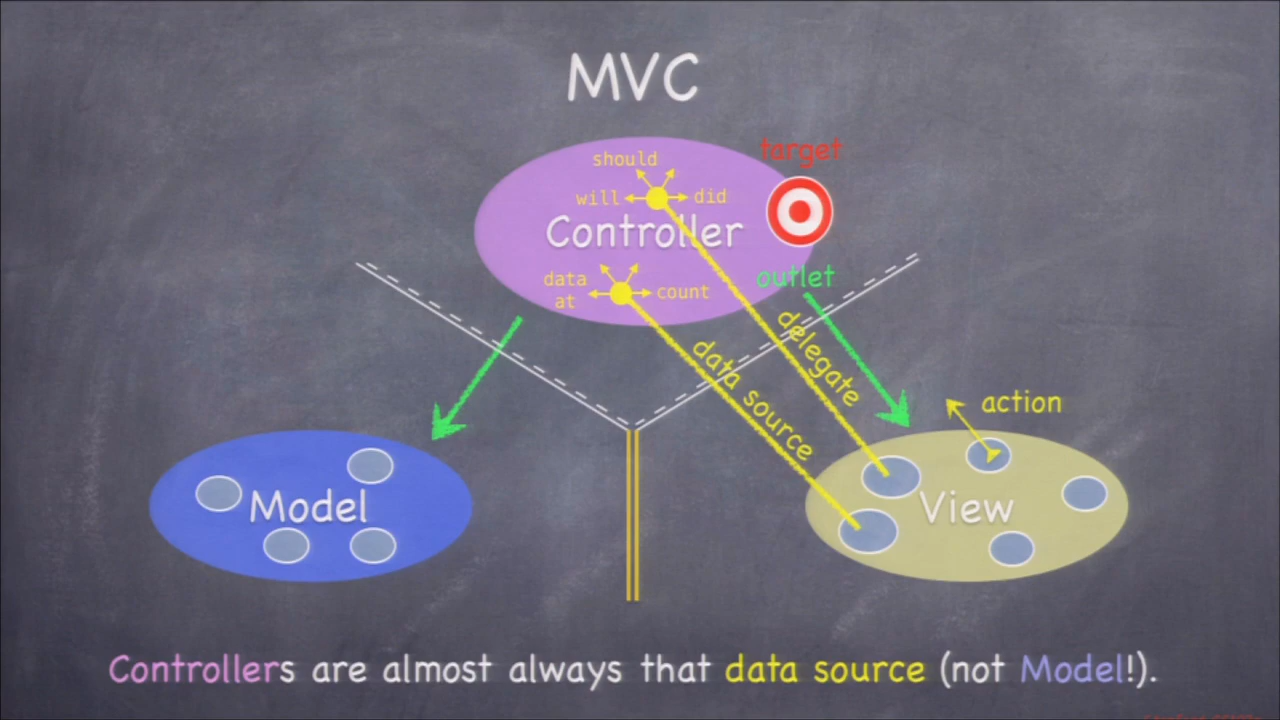 MVC
target
should
will
did
Controller
data
at
count
outlet
delegate
data source
action
Model
View
Controllers are almost always that data source (not Model!).